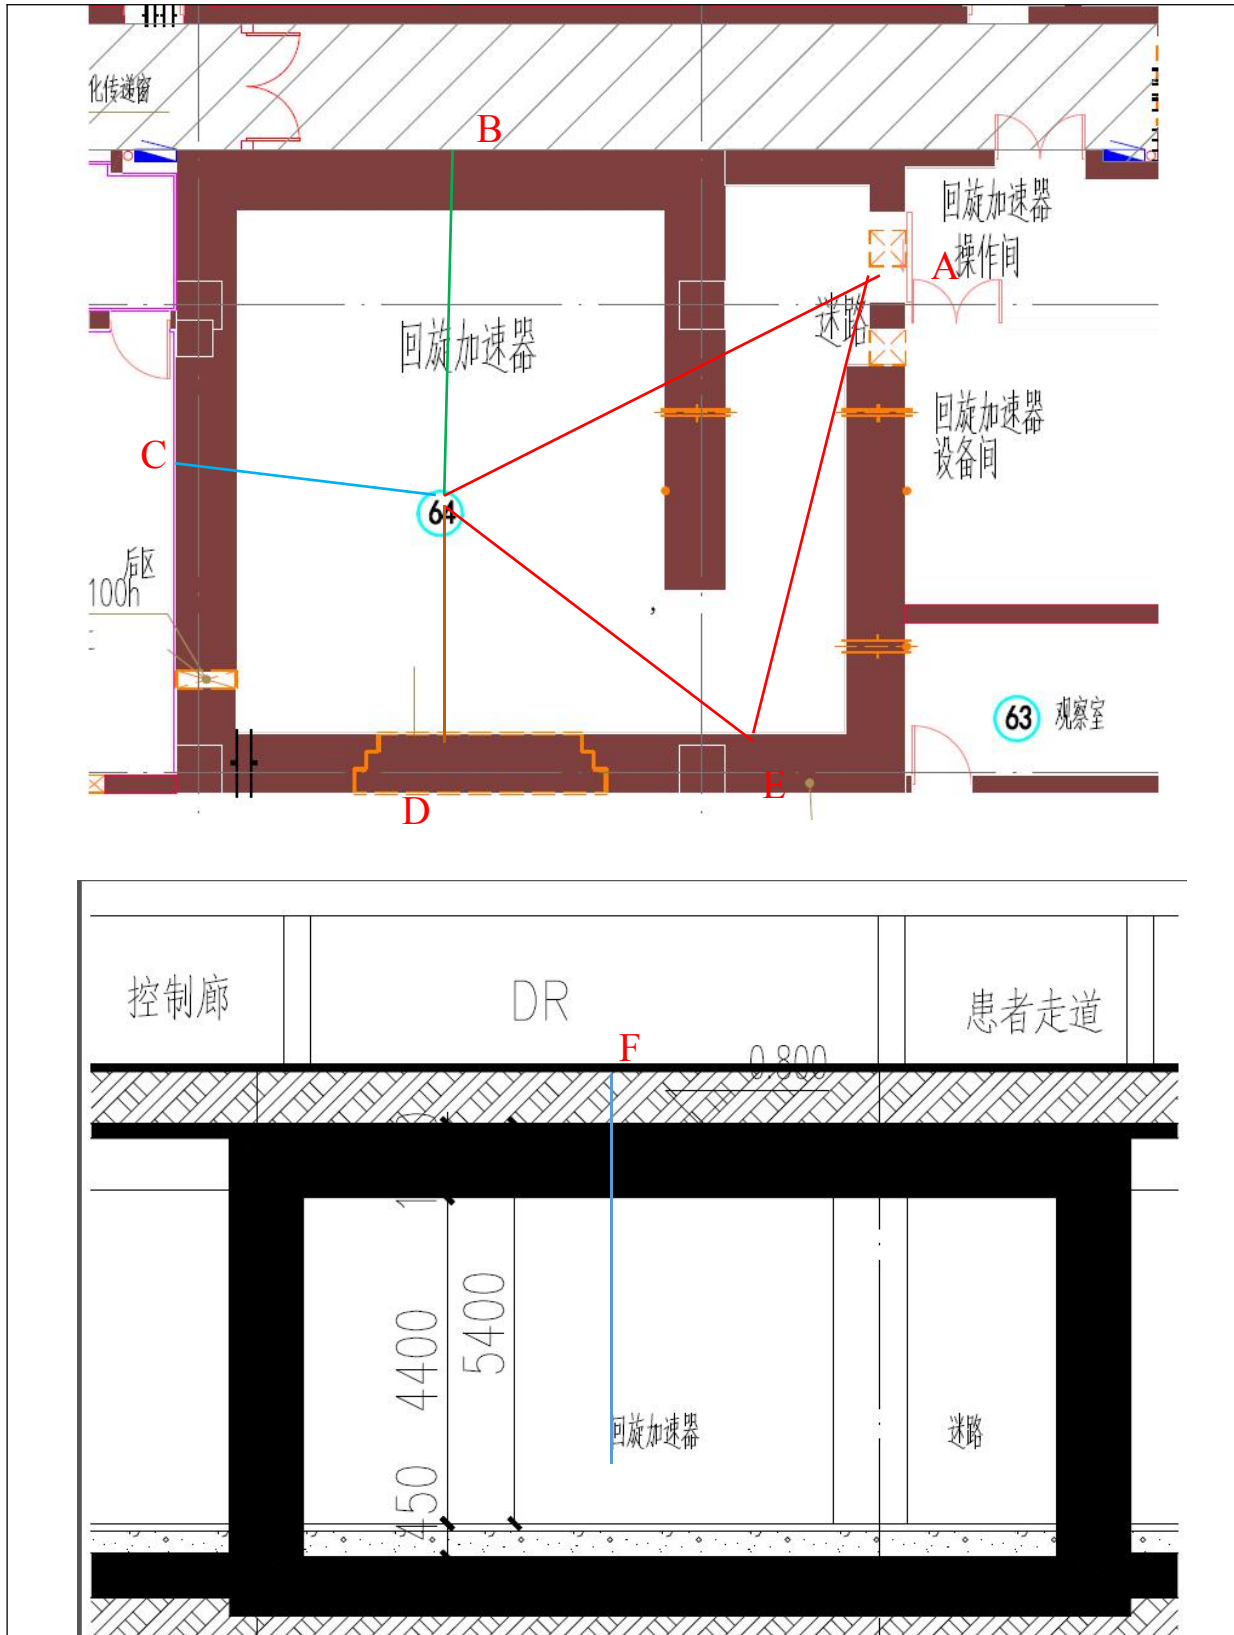 化传递窗
B
回旋加速器
操作间
A
迷路
回旋加速器
回旋加速器
设备间
C
64
后区
100h
,
63 观察室
E
D
控制廊
DR
患者走道
F
0.800
5400
4400
450
回旋加速器
迷路